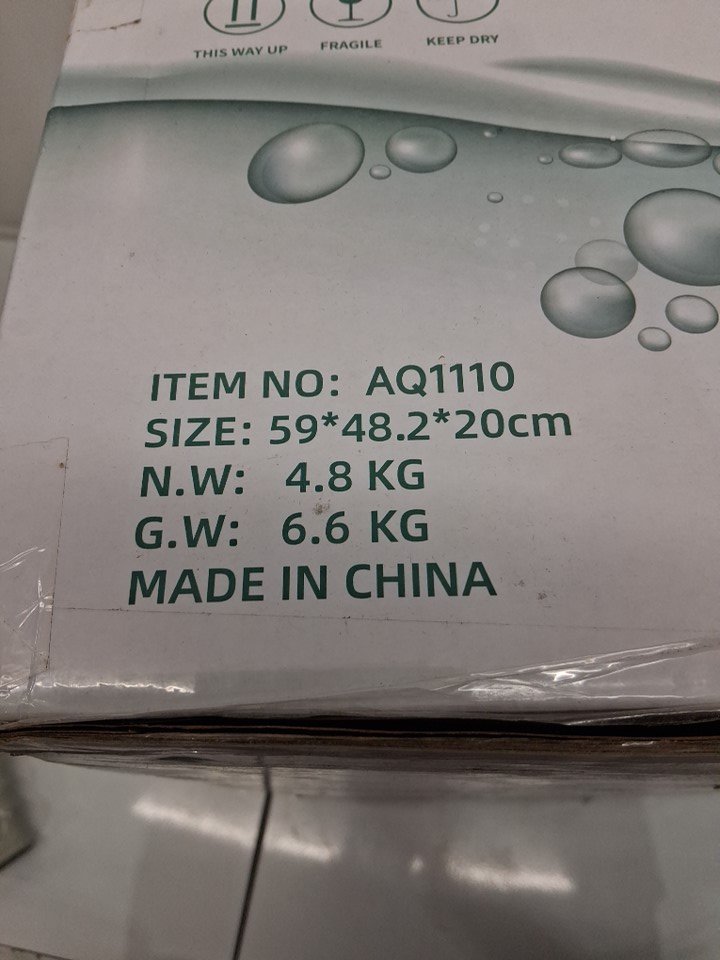 THIS WAY UP FRAGILE KEEP DRY
ITEM NO: AQ1110
SIZE: 59*48.2*20cm
N.W: 4.8 KG
G.W: 6.6 KG
MADE IN CHINA